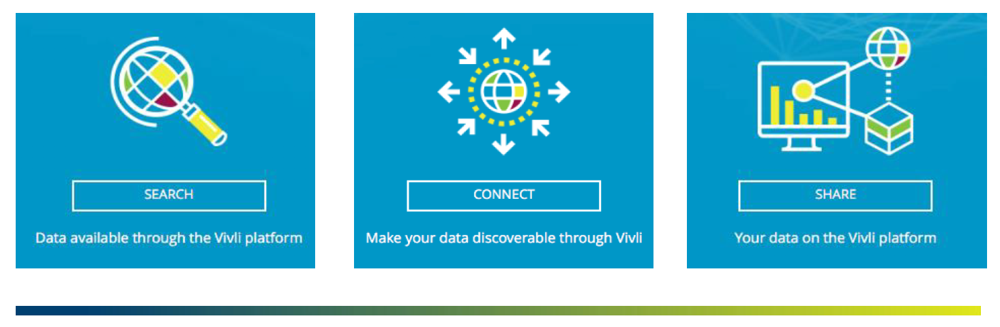 SEARCH
Data available through the Vivli platform
CONNECT
Make your data discoverable through Vivli
SHARE
Your data on the Vivli platform